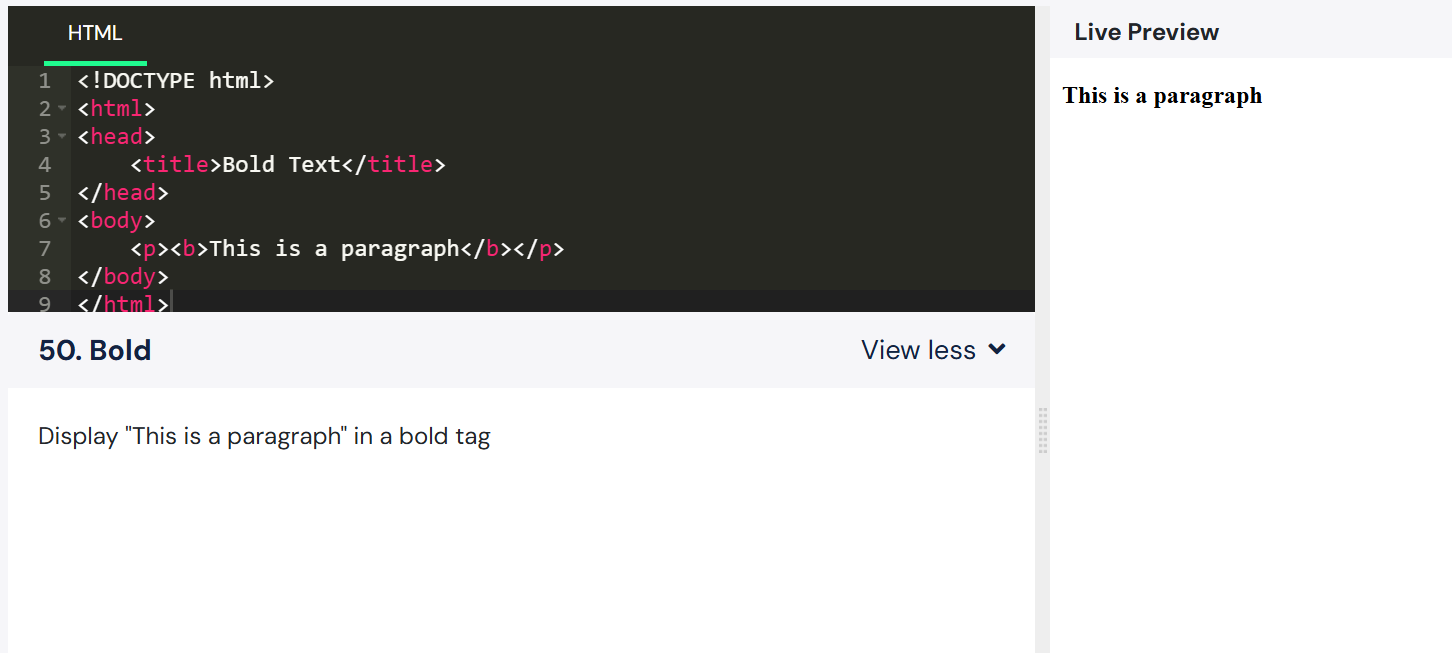 HTML
1 <!DOCTYPE html>
2 <html>
3 <head>
4     <title>Bold Text</title>
5 </head>
6 <body>
7     <p><b>This is a paragraph</b></p>
8 </body>
9 </html>
50. Bold
View less
Display "This is a paragraph" in a bold tag
Live Preview
This is a paragraph